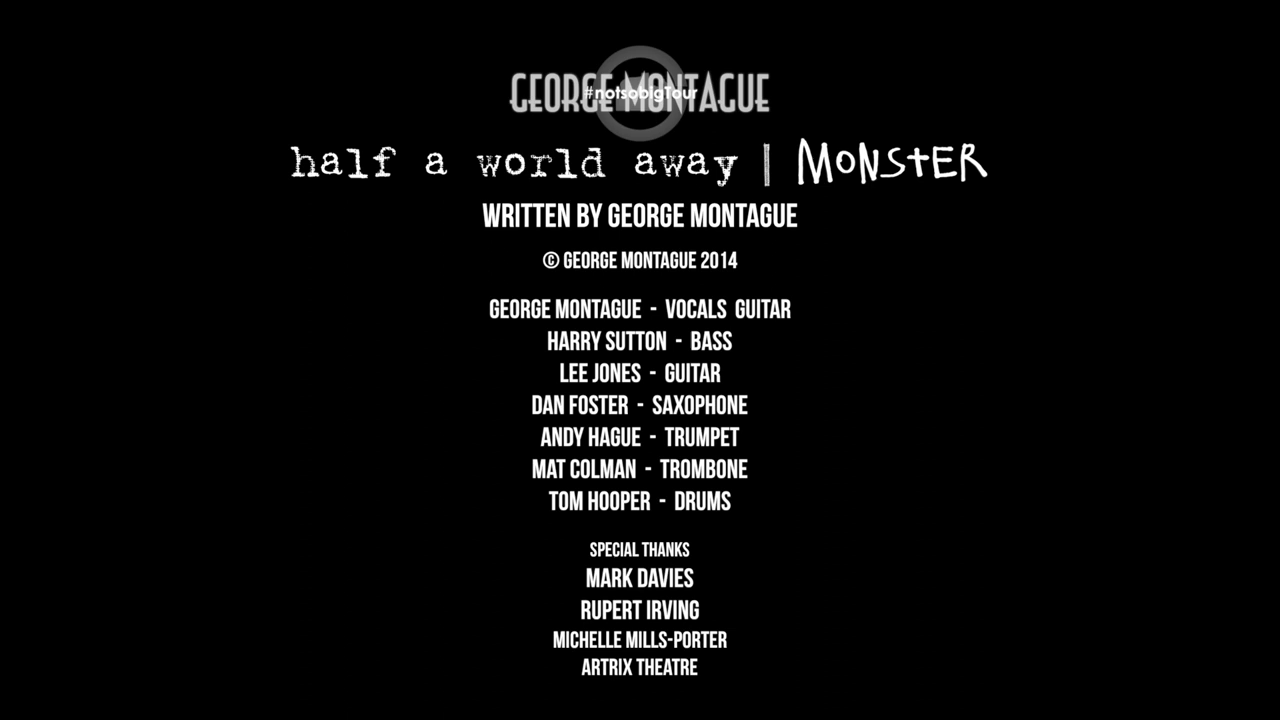 GEORGE MONTAGUE
#notsobigTour
half a world away | MONSTER
WRITTEN BY GEORGE MONTAGUE
© GEORGE MONTAGUE 2014
GEORGE MONTAGUE - VOCALS GUITAR
HARRY SUTTON - BASS
LEE JONES - GUITAR
DAN FOSTER - SAXOPHONE
ANDY HAGUE - TRUMPET
MAT COLMAN - TROMBONE
TOM HOOPER - DRUMS
SPECIAL THANKS
MARK DAVIES
RUPERT IRVING
MICHELLE MILLS-PORTER
ARTRIX THEATRE